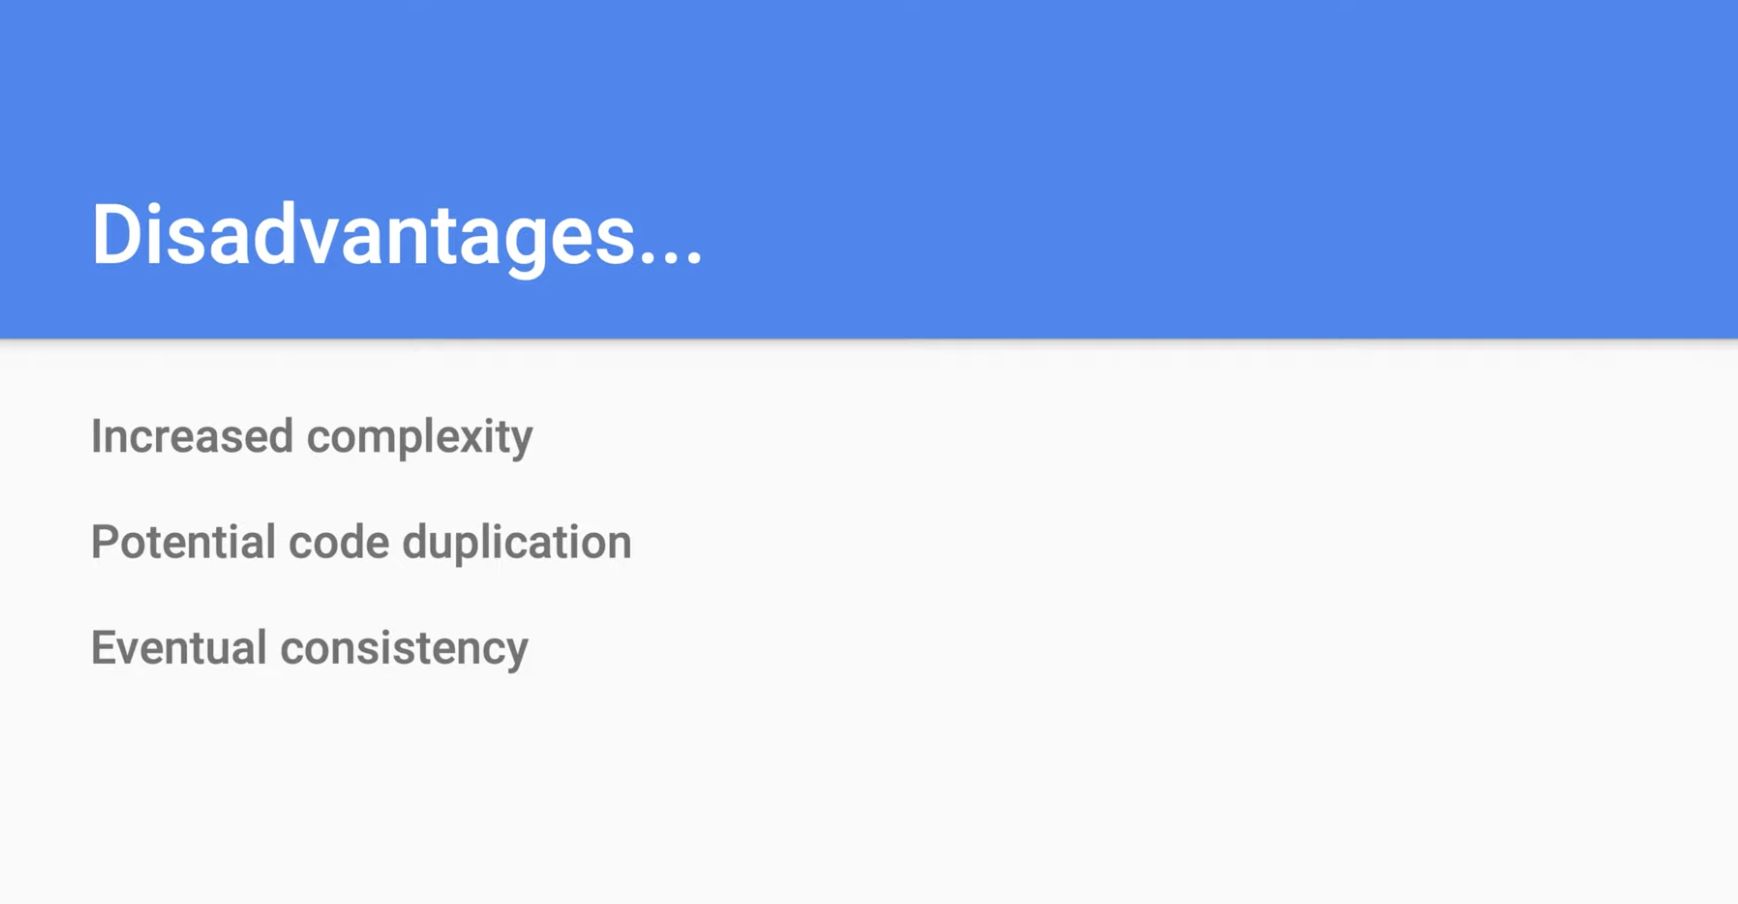 Disadvantages...
Increased complexity
Potential code duplication
Eventual consistency